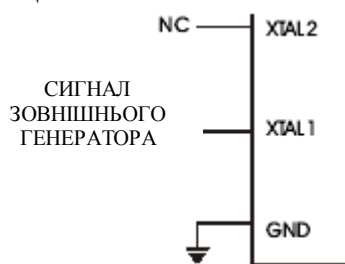 NC
XTAL2
СИГНАЛ
ЗОВНІШНЬОГО
ГЕНЕРАТОРА
XTAL1
GND